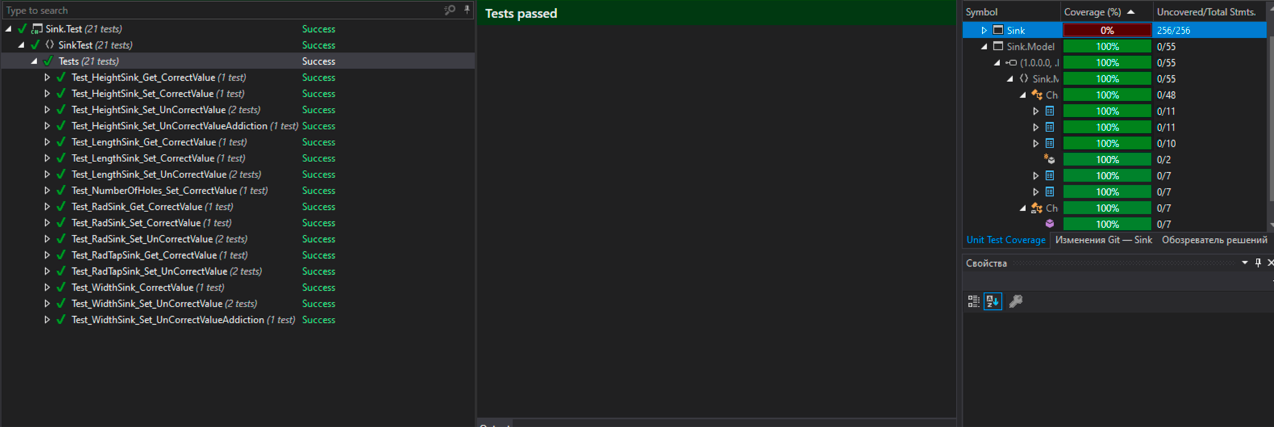 Type to search
Sink.Test (21 tests) Success
SinkTest (21 tests) Success
Tests (21 tests) Success
Test_HeightSink_Get_CorrectValue (1 test) Success
Test_HeightSink_Set_CorrectValue (1 test) Success
Test_HeightSink_Set_UnCorrectValue (2 tests) Success
Test_HeightSink_Set_UnCorrectValueAddiction (1 test) Success
Test_LengthSink_Get_CorrectValue (1 test) Success
Test_LengthSink_Set_CorrectValue (1 test) Success
Test_LengthSink_Set_UnCorrectValue (2 tests) Success
Test_NumberOfHoles_Set_CorrectValue (1 test) Success
Test_RadSink_Get_CorrectValue (1 test) Success
Test_RadSink_Set_CorrectValue (1 test) Success
Test_RadSink_Set_UnCorrectValue (2 tests) Success
Test_RadTapSink_Get_CorrectValue (1 test) Success
Test_RadTapSink_Set_UnCorrectValue (2 tests) Success
Test_WidthSink_CorrectValue (1 test) Success
Test_WidthSink_Set_UnCorrectValue (2 tests) Success
Test_WidthSink_Set_UnCorrectValueAddiction (1 test) Success
Tests passed
Symbol Coverage (%) Uncovered/Total Stmts.
Sink 0% 256/256
Sink.Model 100% 0/55
(1.0.0.0, .I 100% 0/55
Sink.M 100% 0/55
Ch 100% 0/48
100% 0/11
100% 0/11
100% 0/10
100% 0/2
100% 0/7
100% 0/7
Ch 100% 0/7
100% 0/7
Unit Test Coverage Изменения Git — Sink Обозреватель решений
Свойства